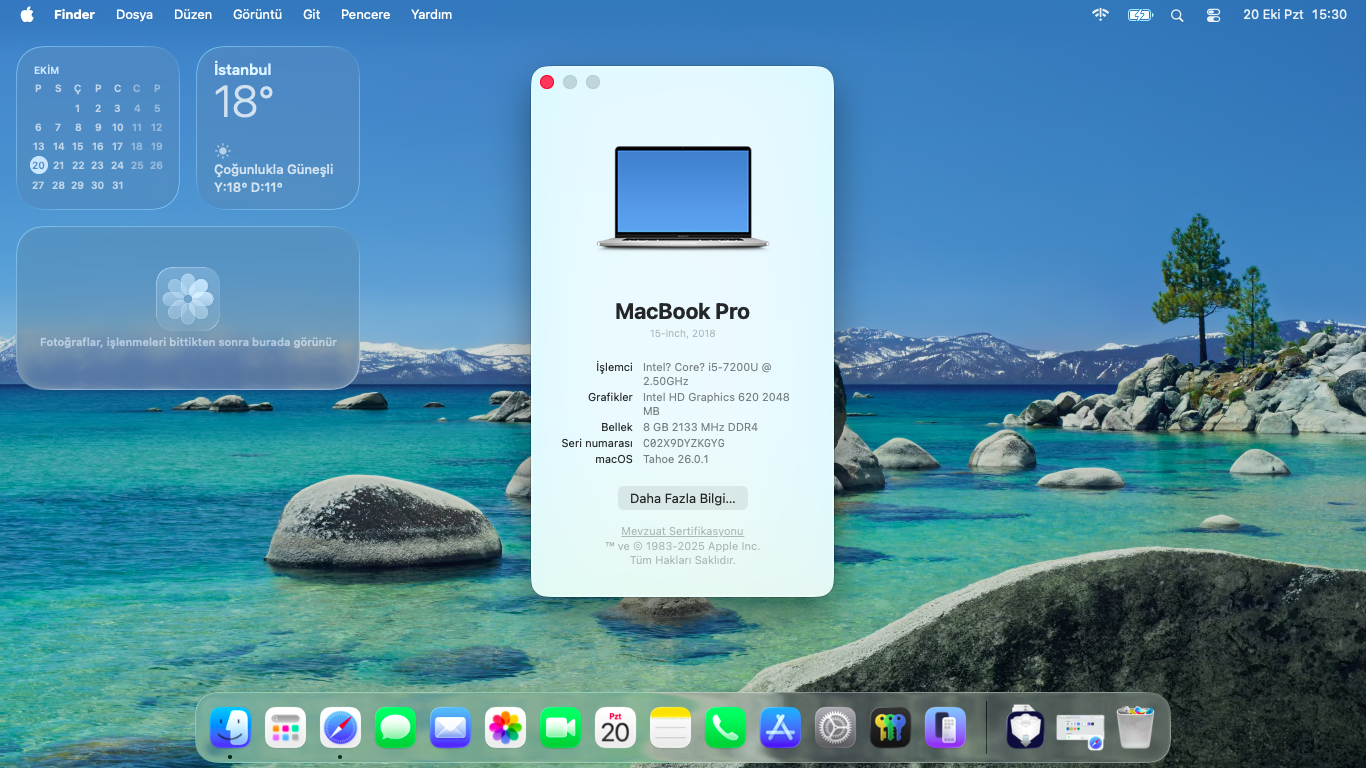 Finder Dosya Düzen Görüntü Git Pencere Yardım 20 Eki Pzt 15:30
EKİM
P S Ç P C C P
1 2 3 4 5
6 7 8 9 10 11 12
13 14 15 16 17 18 19
20 21 22 23 24 25 26
27 28 29 30 31
İstanbul
18°
Çoğunlukla Güneşli
Y:18° D:11°
Fotoğraflar, işlenmeleri bittikten sonra burada görünür
MacBook Pro
15-inch, 2018
İşlemci Intel? Core? i5-7200U @
2.50GHz
Grafikler Intel HD Graphics 620 2048
MB
Bellek 8 GB 2133 MHz DDR4
Seri numarası C02X9DYZKGYG
macOS Tahoe 26.0.1
Daha Fazla Bilgi...
Mevzuat Sertifikasyonu
™ ve © 1983-2025 Apple Inc.
Tüm Hakları Saklıdır.
Pzt
20